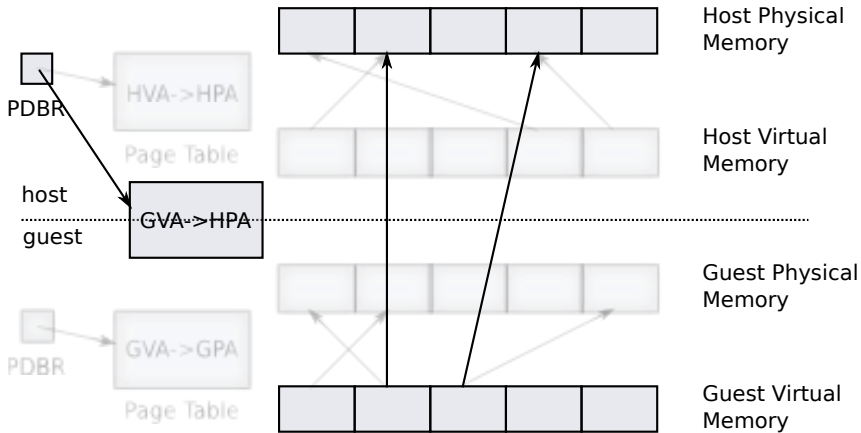 Host Physical
Memory
PDBR
HVA->HPA
Page Table
Host Virtual
Memory
host
GVA->HPA
guest
Guest Physical
Memory
PDBR
GVA->GPA
Page Table
Guest Virtual
Memory